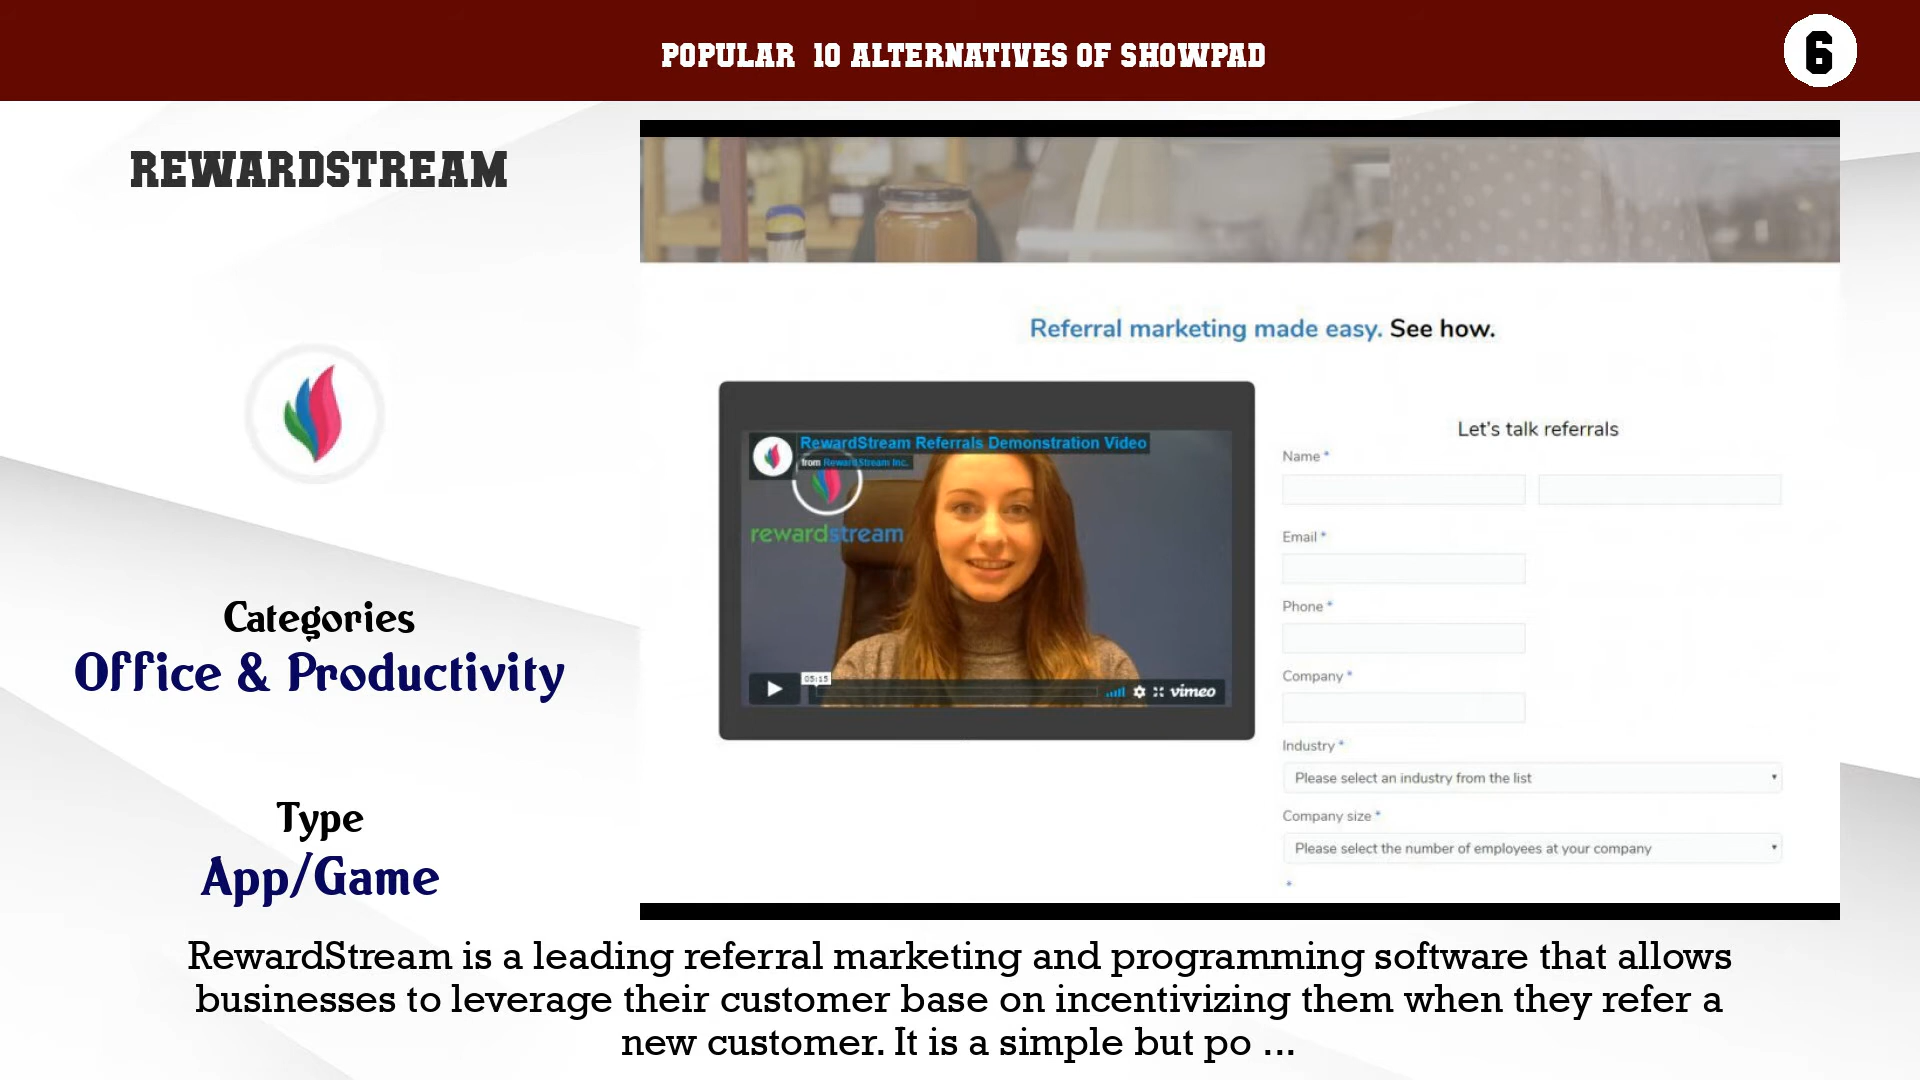 POPULAR 10 ALTERNATIVES OF SHOWPAD
6
REWARDSTREAM
Categories
Office & Productivity
Type
App/Game
Referral marketing made easy. See how.
RewardStream Referrals Demonstration Video
from RewardStream Inc.
rewardstream
05:15
vimeo
Let's talk referrals
Name *
Email *
Phone *
Company *
Industry *
Please select an industry from the list
Company size *
Please select the number of employees at your company
*
RewardStream is a leading referral marketing and programming software that allows
businesses to leverage their customer base on incentivizing them when they refer a
new customer. It is a simple but po ...